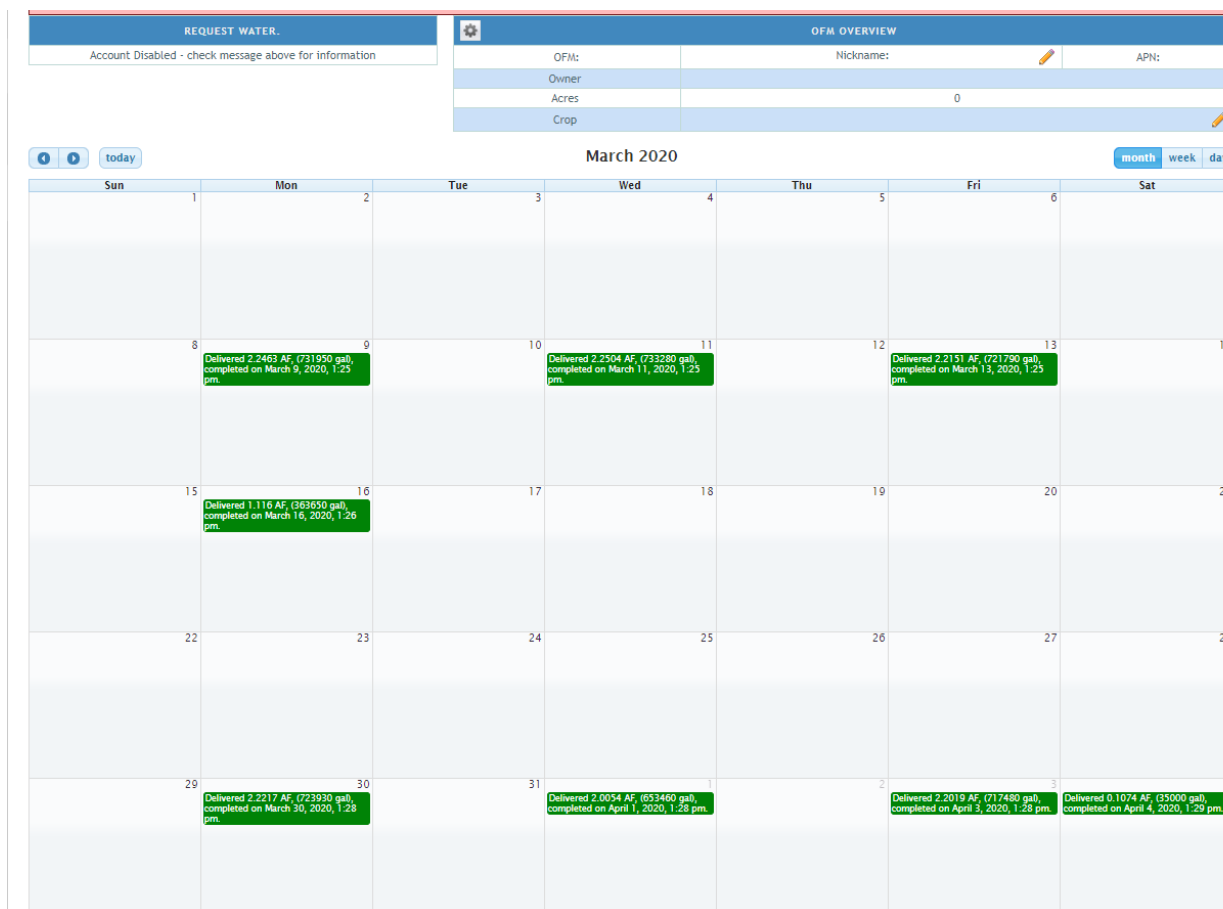 REQUEST WATER.
Account Disabled - check message above for information
OFM OVERVIEW
OFM:
Nickname:
APN:
Owner
Acres
0
Crop
today
March 2020
month week
Sun Mon Tue Wed Thu Fri Sat
1 2 3 4 5 6
8 9 10 11 12 13
Delivered 2.2463 AF, (731950 gal),
completed on March 9, 2020, 1:25
pm.
Delivered 2.2504 AF, (733280 gal),
completed on March 11, 2020, 1:25
pm.
Delivered 2.2151 AF, (721790 gal),
completed on March 13, 2020, 1:25
pm.
15 16 17 18 19 20
Delivered 1.116 AF, (363650 gal),
completed on March 16, 2020, 1:26
pm.
22 23 24 25 26 27
29 30 31 1 2 3
Delivered 2.2217 AF, (723930 gal),
completed on March 30, 2020, 1:28
pm.
Delivered 2.0054 AF, (653460 gal),
completed on April 1, 2020, 1:28 pm.
Delivered 2.2019 AF, (717480 gal),
completed on April 3, 2020, 1:28 pm.
Delivered 0.1074 AF, (35000 gal),
completed on April 4, 2020, 1:29 pm.